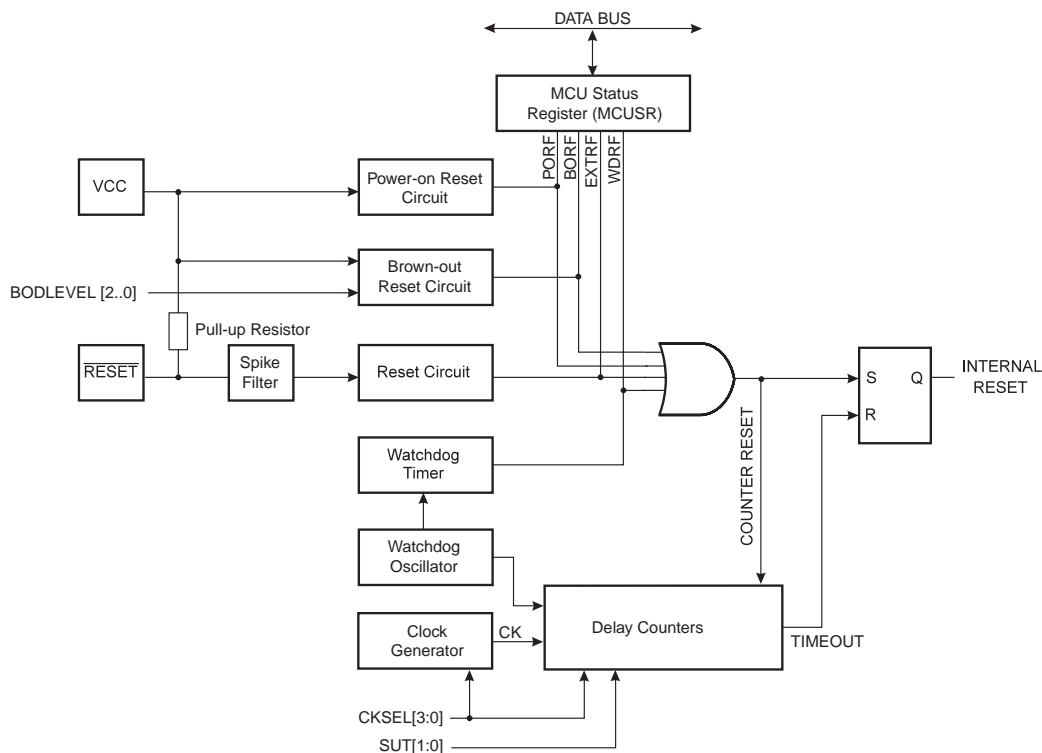 DATA BUS
MCU Status
Register (MCUSR)
PORF
BORF
EXTRF
WDRF
VCC
Power-on Reset
Circuit
Brown-out
Reset Circuit
BODLEVEL [2..0]
Pull-up Resistor
RESET
Spike
Filter
Reset Circuit
S
Q
R
INTERNAL
RESET
COUNTER RESET
Watchdog
Timer
Watchdog
Oscillator
Clock
Generator
CK
Delay Counters
TIMEOUT
CKSEL[3:0]
SUT[1:0]